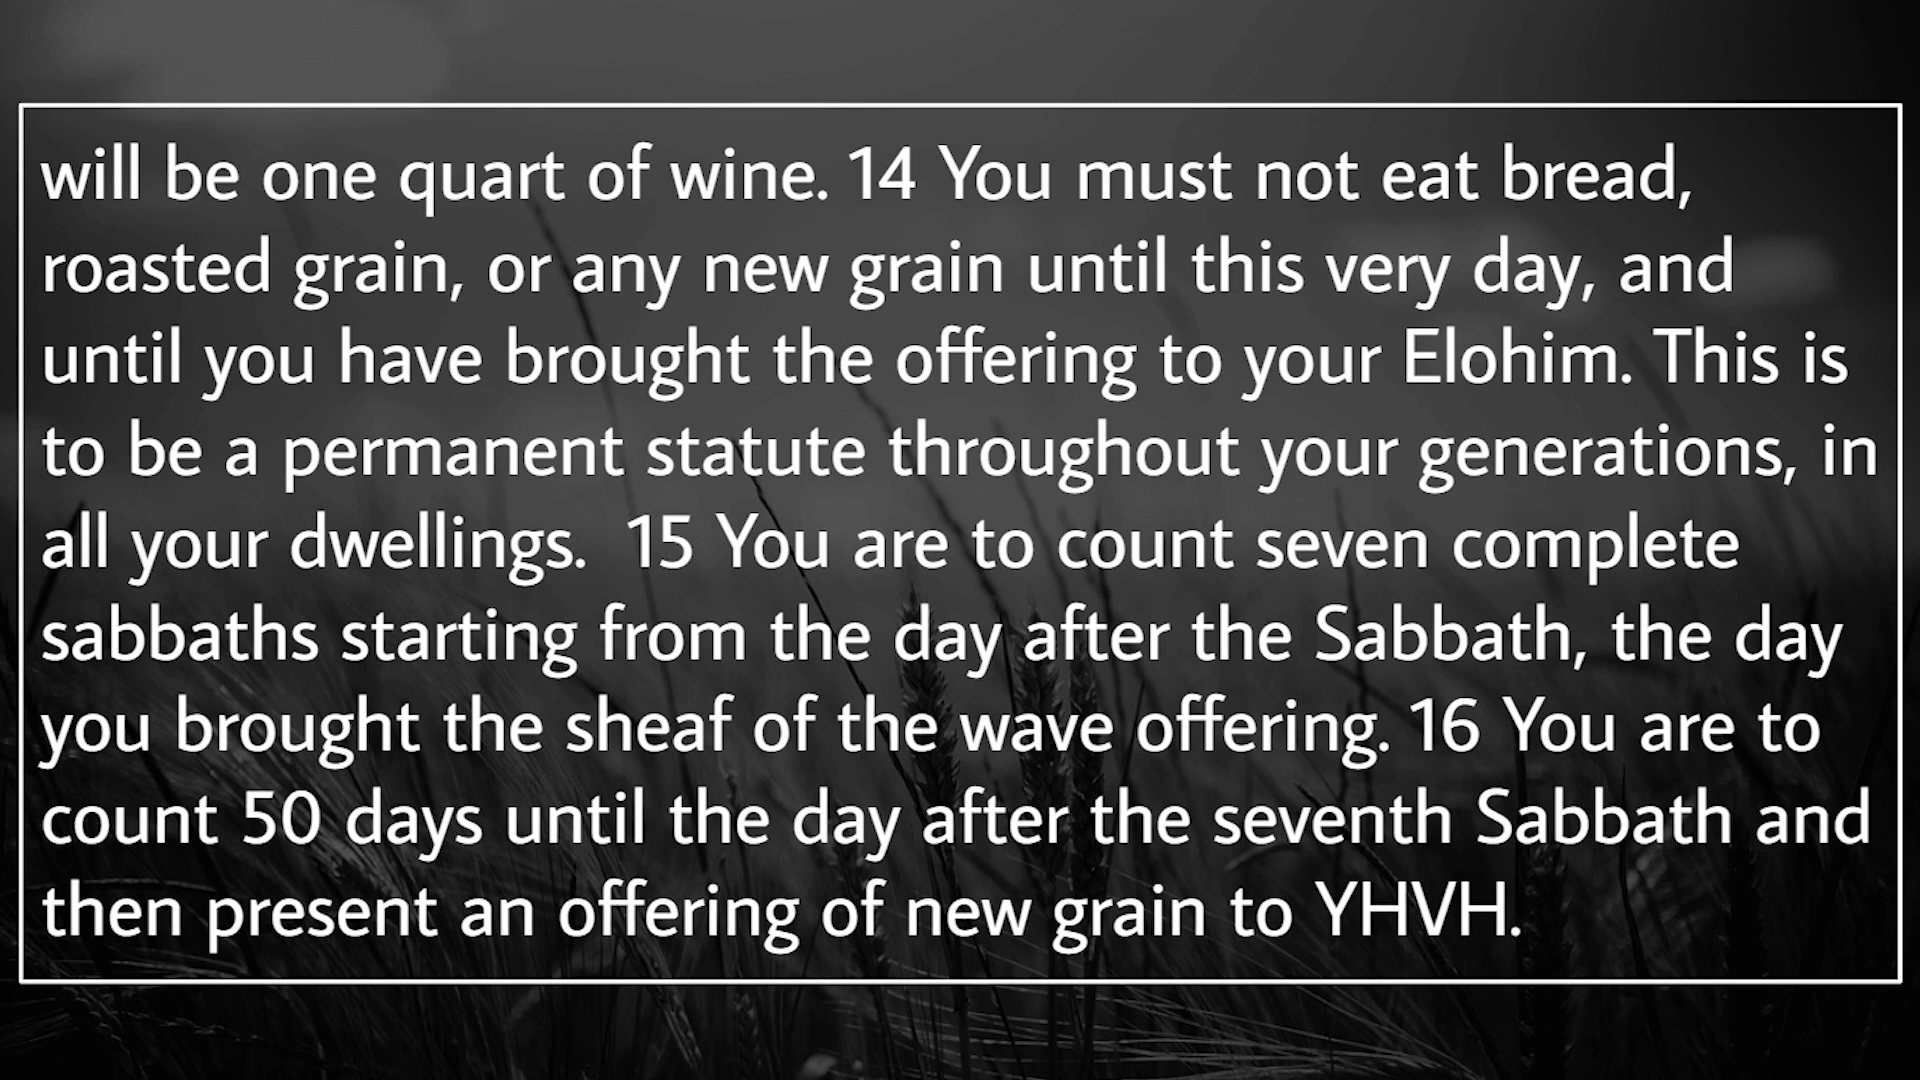 will be one quart of wine. 14 You must not eat bread,
roasted grain, or any new grain until this very day, and
until you have brought the offering to your Elohim. This is
to be a permanent statute throughout your generations, in
all your dwellings.  15 You are to count seven complete
sabbaths starting from the day after the Sabbath, the day
you brought the sheaf of the wave offering. 16 You are to
count 50 days until the day after the seventh Sabbath and
then present an offering of new grain to YHVH.